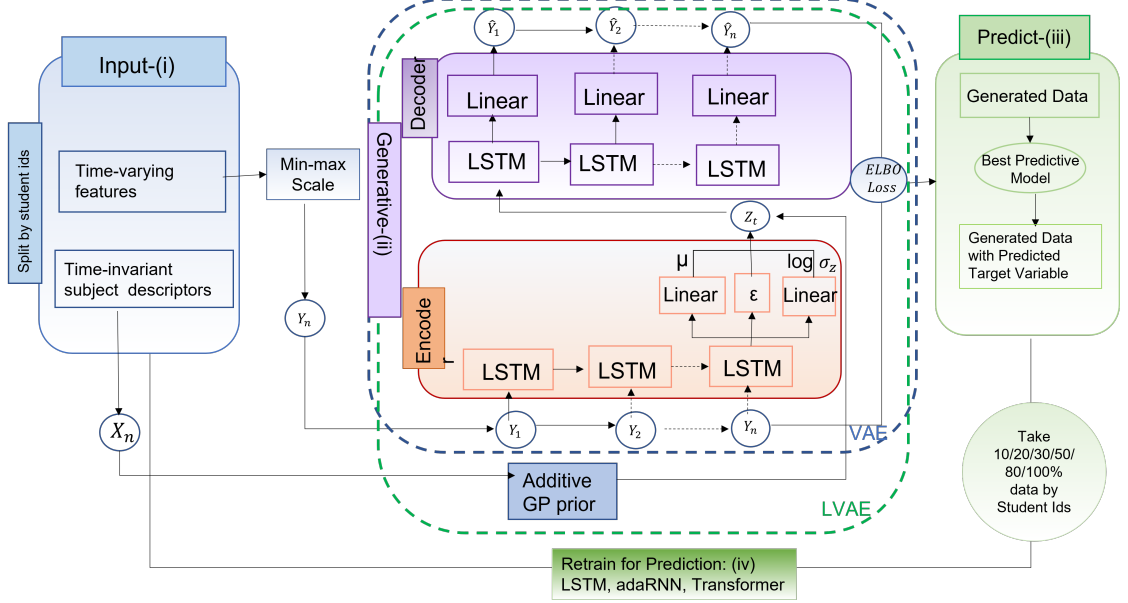 Input-(i)
Split by student ids
Time-varying
features
Time-invariant
subject descriptors
Min-max
Scale
Yₙ
Xₙ
Generative-(ii)
Decoder
Ŷ₁
Ŷ₂
Ŷₙ
Linear
Linear
Linear
LSTM
LSTM
LSTM
ELBO
Loss
Zₜ
Encode
r
μ
log σ_z
Linear
ε
Linear
LSTM
LSTM
LSTM
Y₁
Y₂
Yₙ
VAE
LVAE
Additive
GP prior
Predict-(iii)
Generated Data
Best Predictive
Model
Generated Data
with Predicted
Target Variable
Take
10/20/30/50/
80/100%
data by
Student Ids
Retrain for Prediction: (iv)
LSTM, adaRNN, Transformer